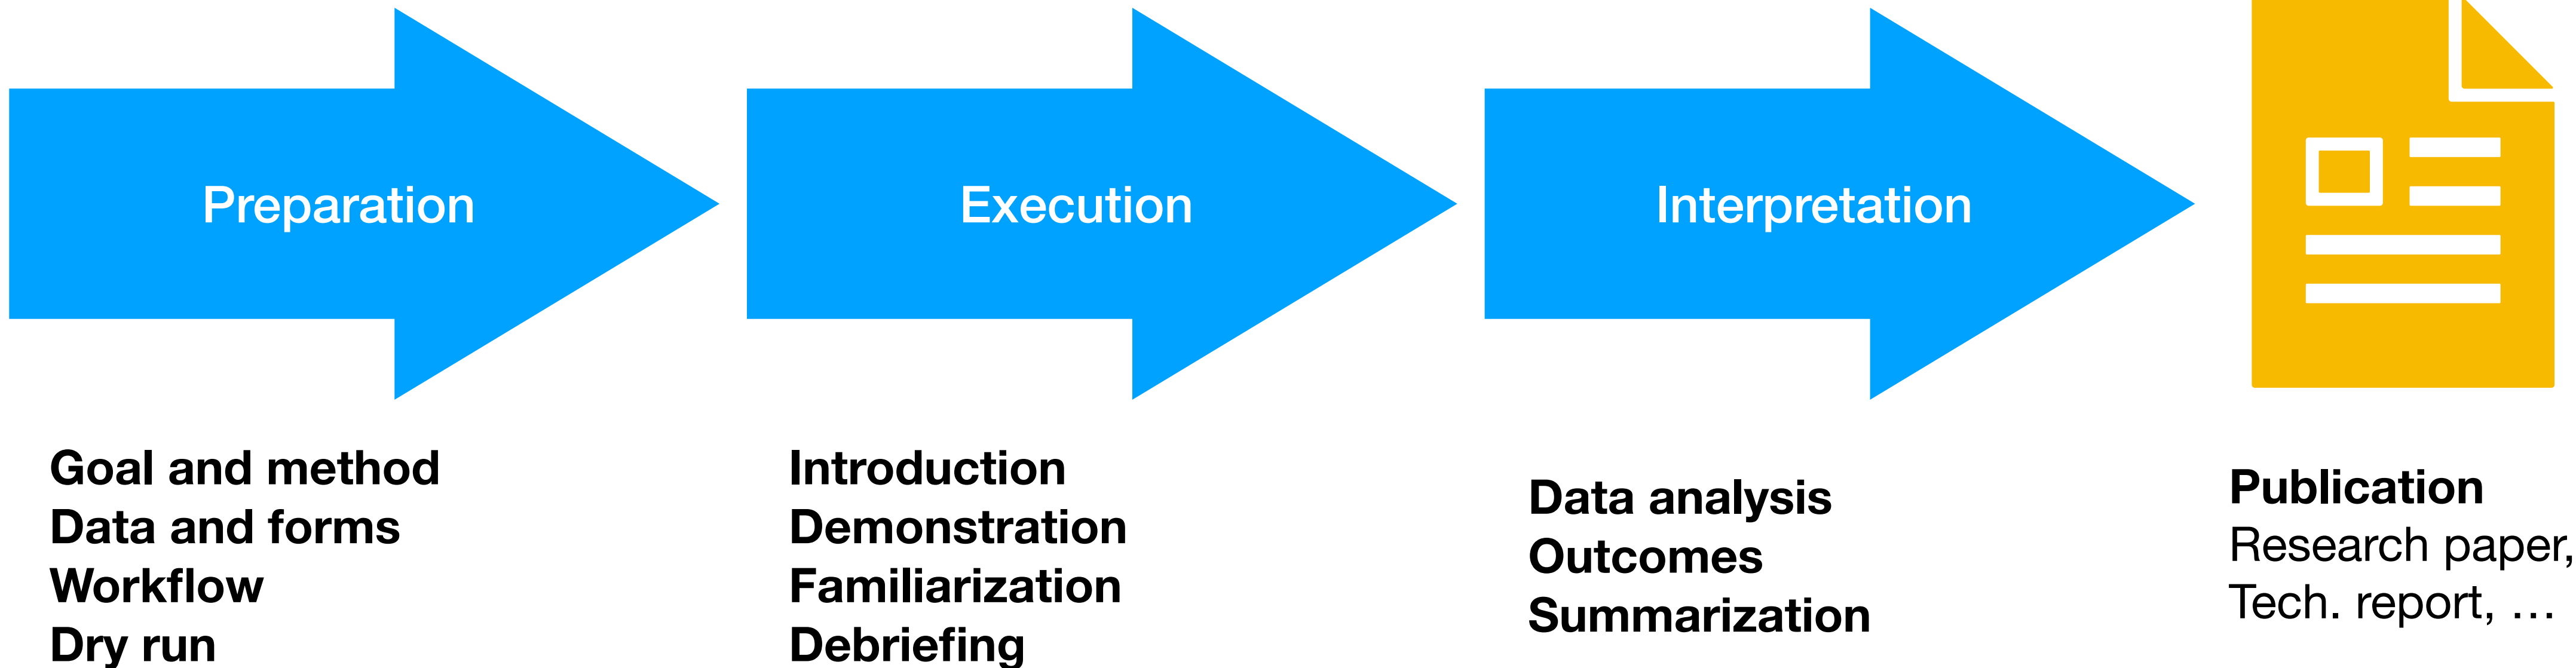 Preparation
Execution
Interpretation
Goal and method
Data and forms
Workflow
Dry run
Introduction
Demonstration
Familiarization
Debriefing
Data analysis
Outcomes
Summarization
Publication
Research paper,
Tech. report, …